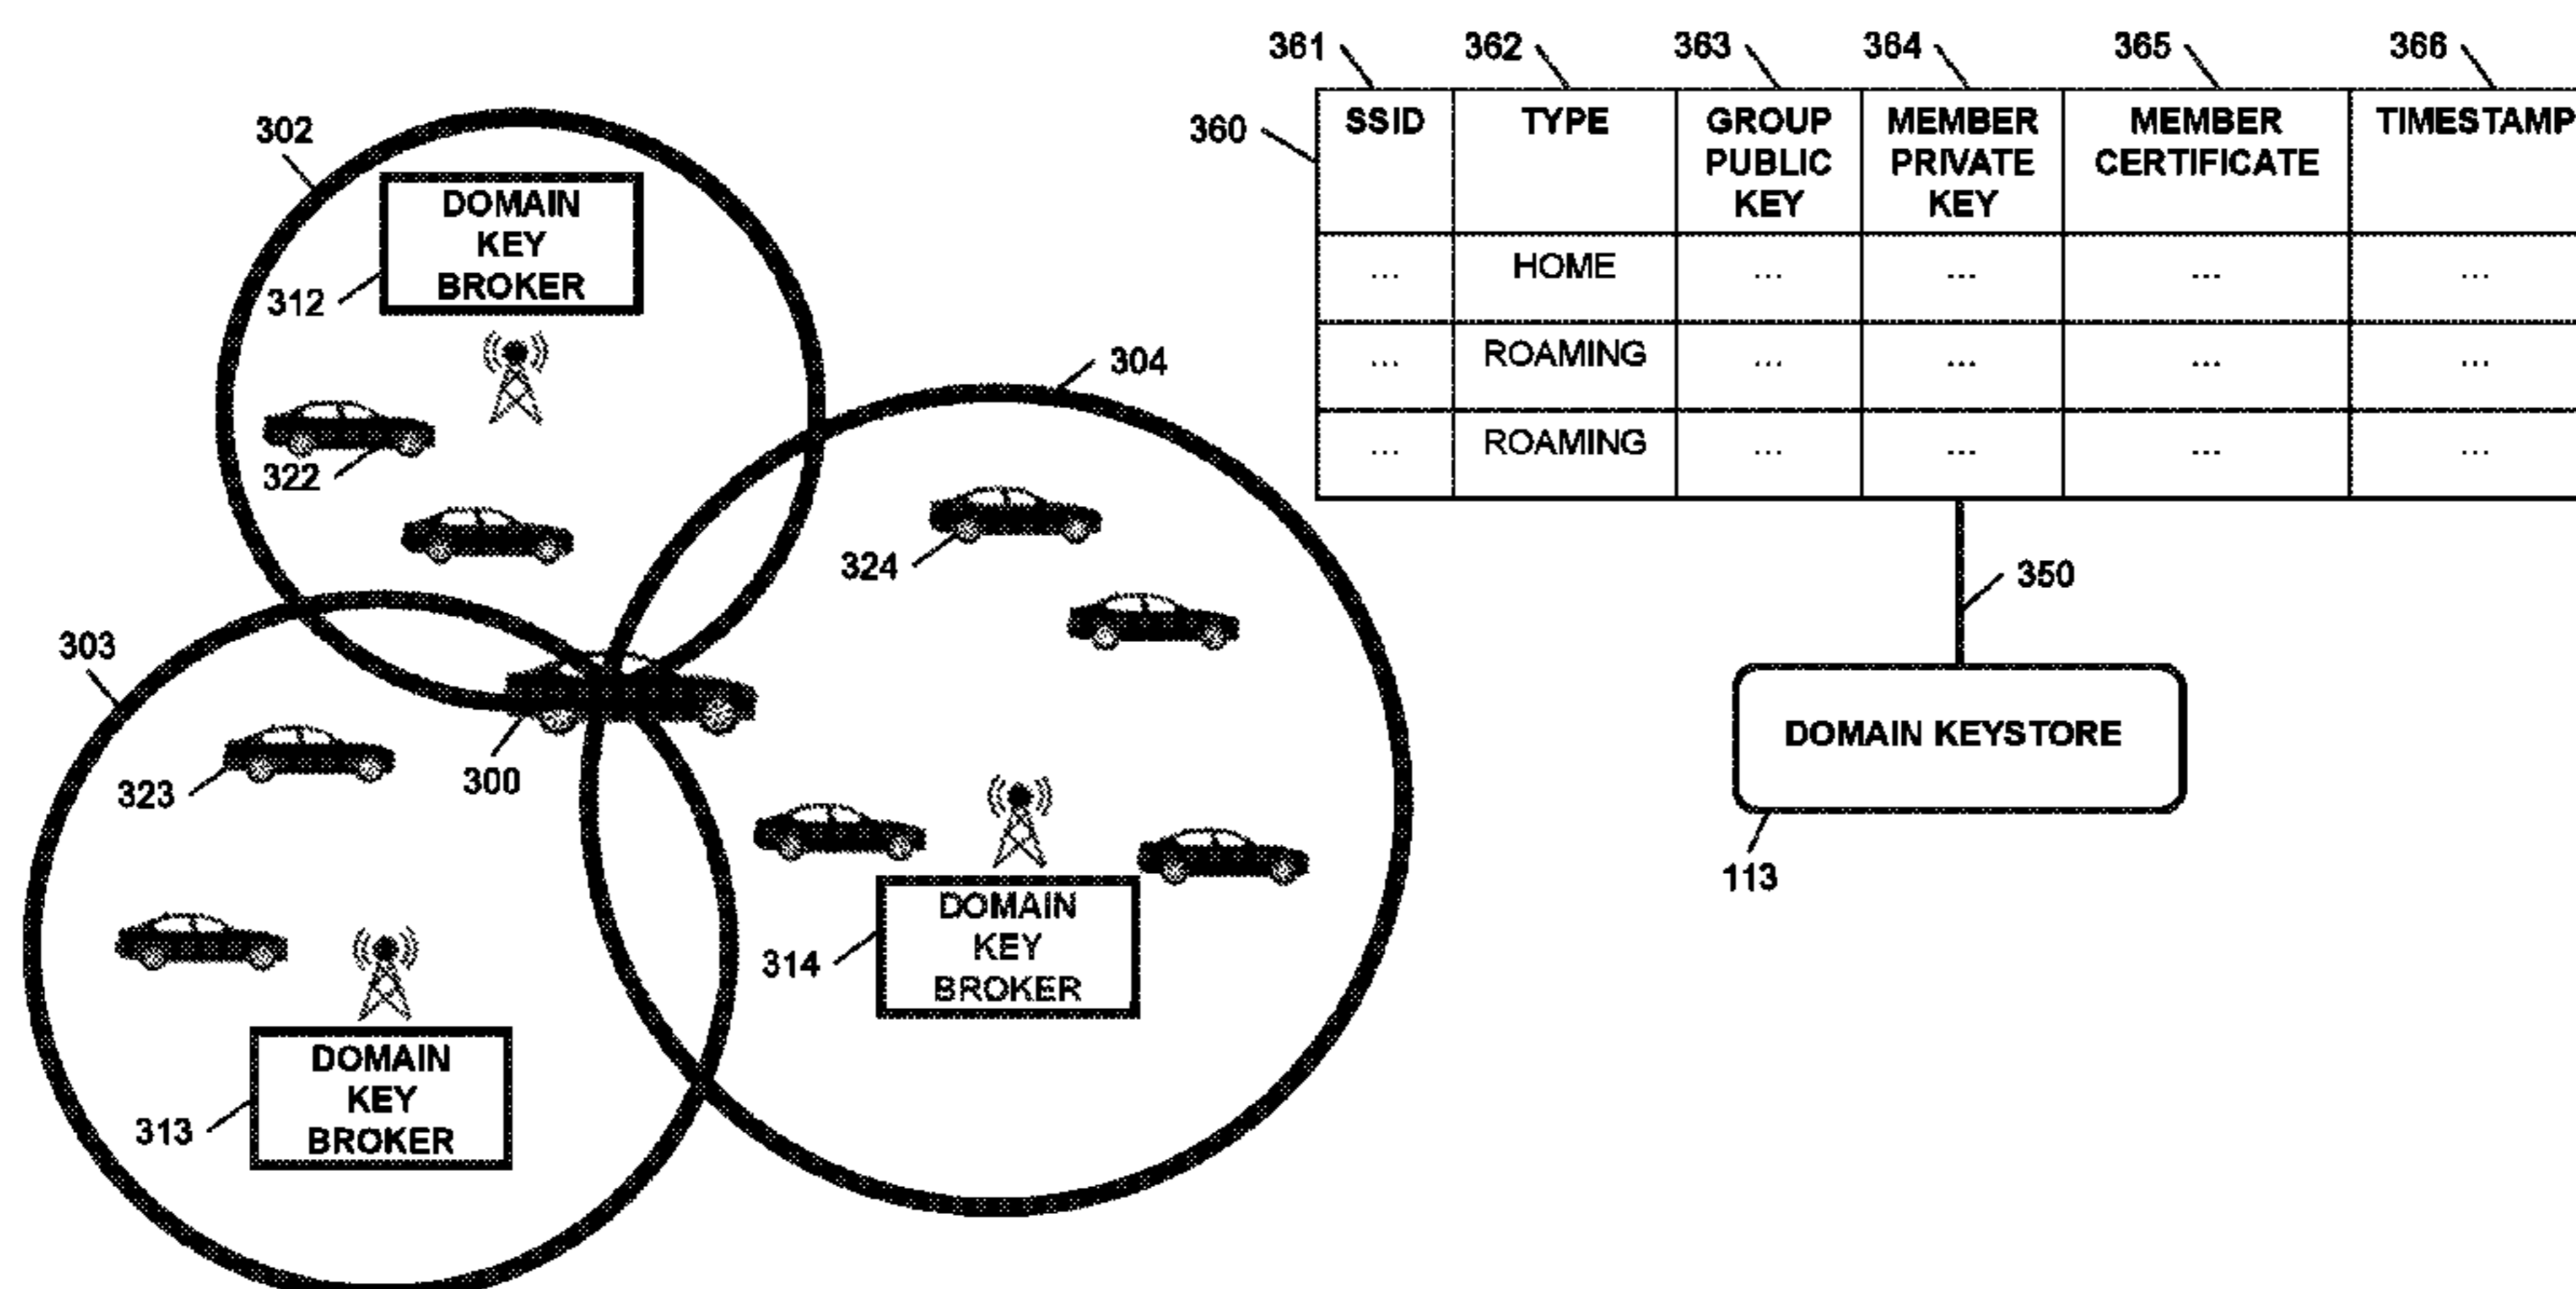 361 362 363 364 365 366
360
SSID TYPE GROUP MEMBER MEMBER TIMESTAMP
PUBLIC PRIVATE CERTIFICATE
KEY KEY
... HOME ... ... ... ...
... ROAMING ... ... ... ...
... ROAMING ... ... ... ...
350
DOMAIN KEYSTORE
113
302
DOMAIN
KEY
BROKER
312
322
304
324
303
323
300
DOMAIN
KEY
BROKER
314
DOMAIN
KEY
BROKER
313